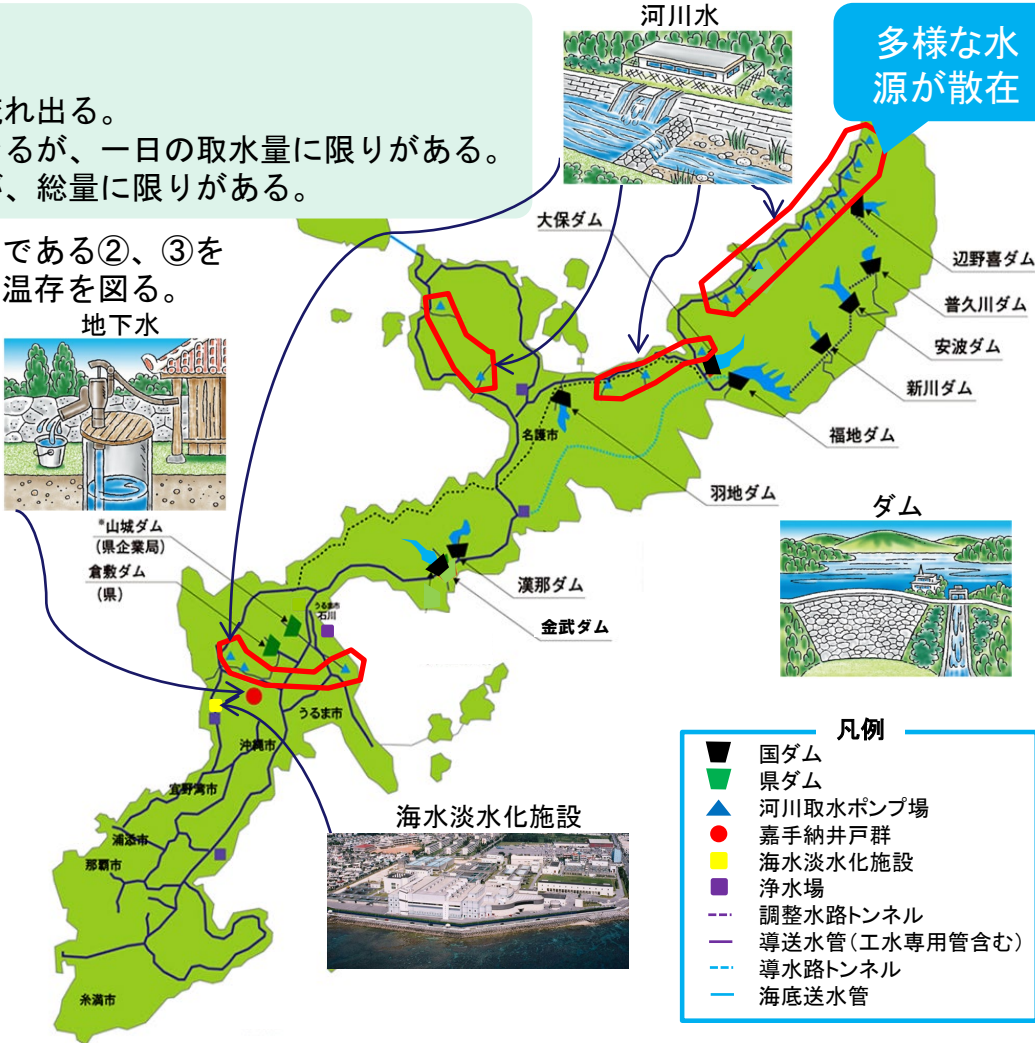 河川水
多様な水
源が散在
れ出る。
るが、一日の取水量に限りがある。
、総量に限りがある。
である②、③を
温存を図る。
地下水
大保ダム
辺野喜ダム
普久川ダム
安波ダム
新川ダム
福地ダム
名護市
羽地ダム
ダム
*山城ダム
(県企業局)
倉敷ダム
(県)
うるま市
石川
漢那ダム
金武ダム
うるま市
沖縄市
宜野湾市
浦添市
那覇市
糸満市
海水淡水化施設
凡例
国ダム
県ダム
河川取水ポンプ場
嘉手納井戸群
海水淡水化施設
浄水場
調整水路トンネル
導送水管(工水専用管含む)
導水路トンネル
海底送水管